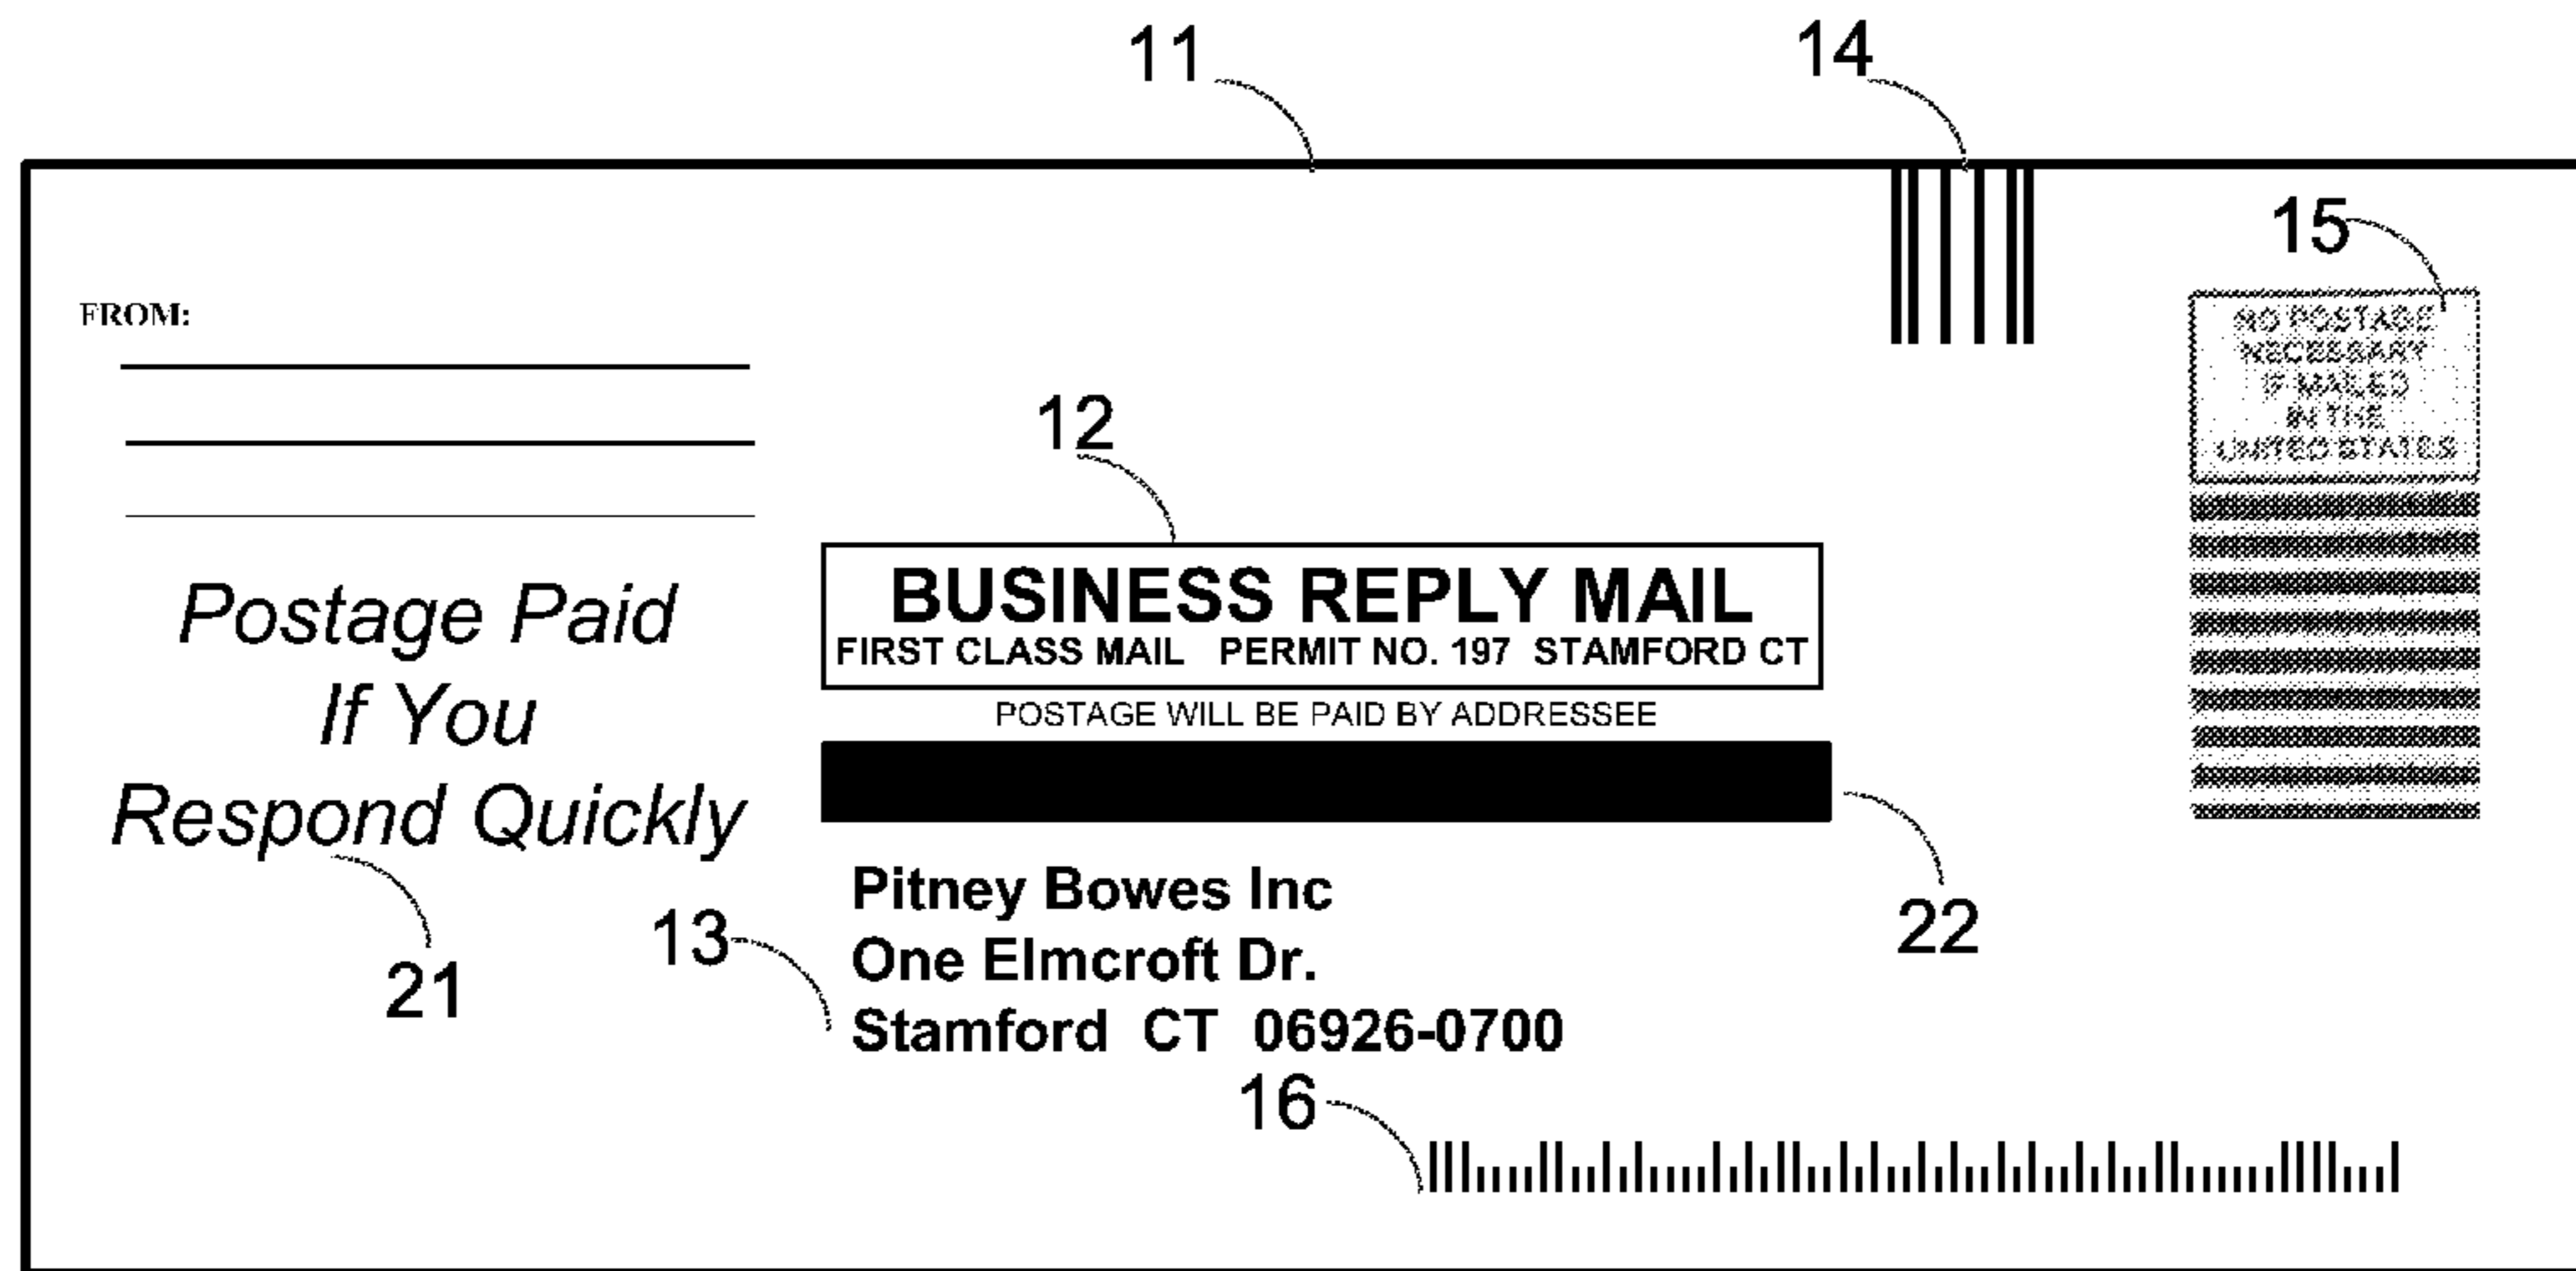 11
14
15
FROM:
NO POSTAGE
NECESSARY
IF MAILED
IN THE
UNITED STATES
12
BUSINESS REPLY MAIL
FIRST CLASS MAIL PERMIT NO. 197 STAMFORD CT
POSTAGE WILL BE PAID BY ADDRESSEE
Postage Paid
If You
Respond Quickly
21
22
13
Pitney Bowes Inc
One Elmcroft Dr.
Stamford CT 06926-0700
16